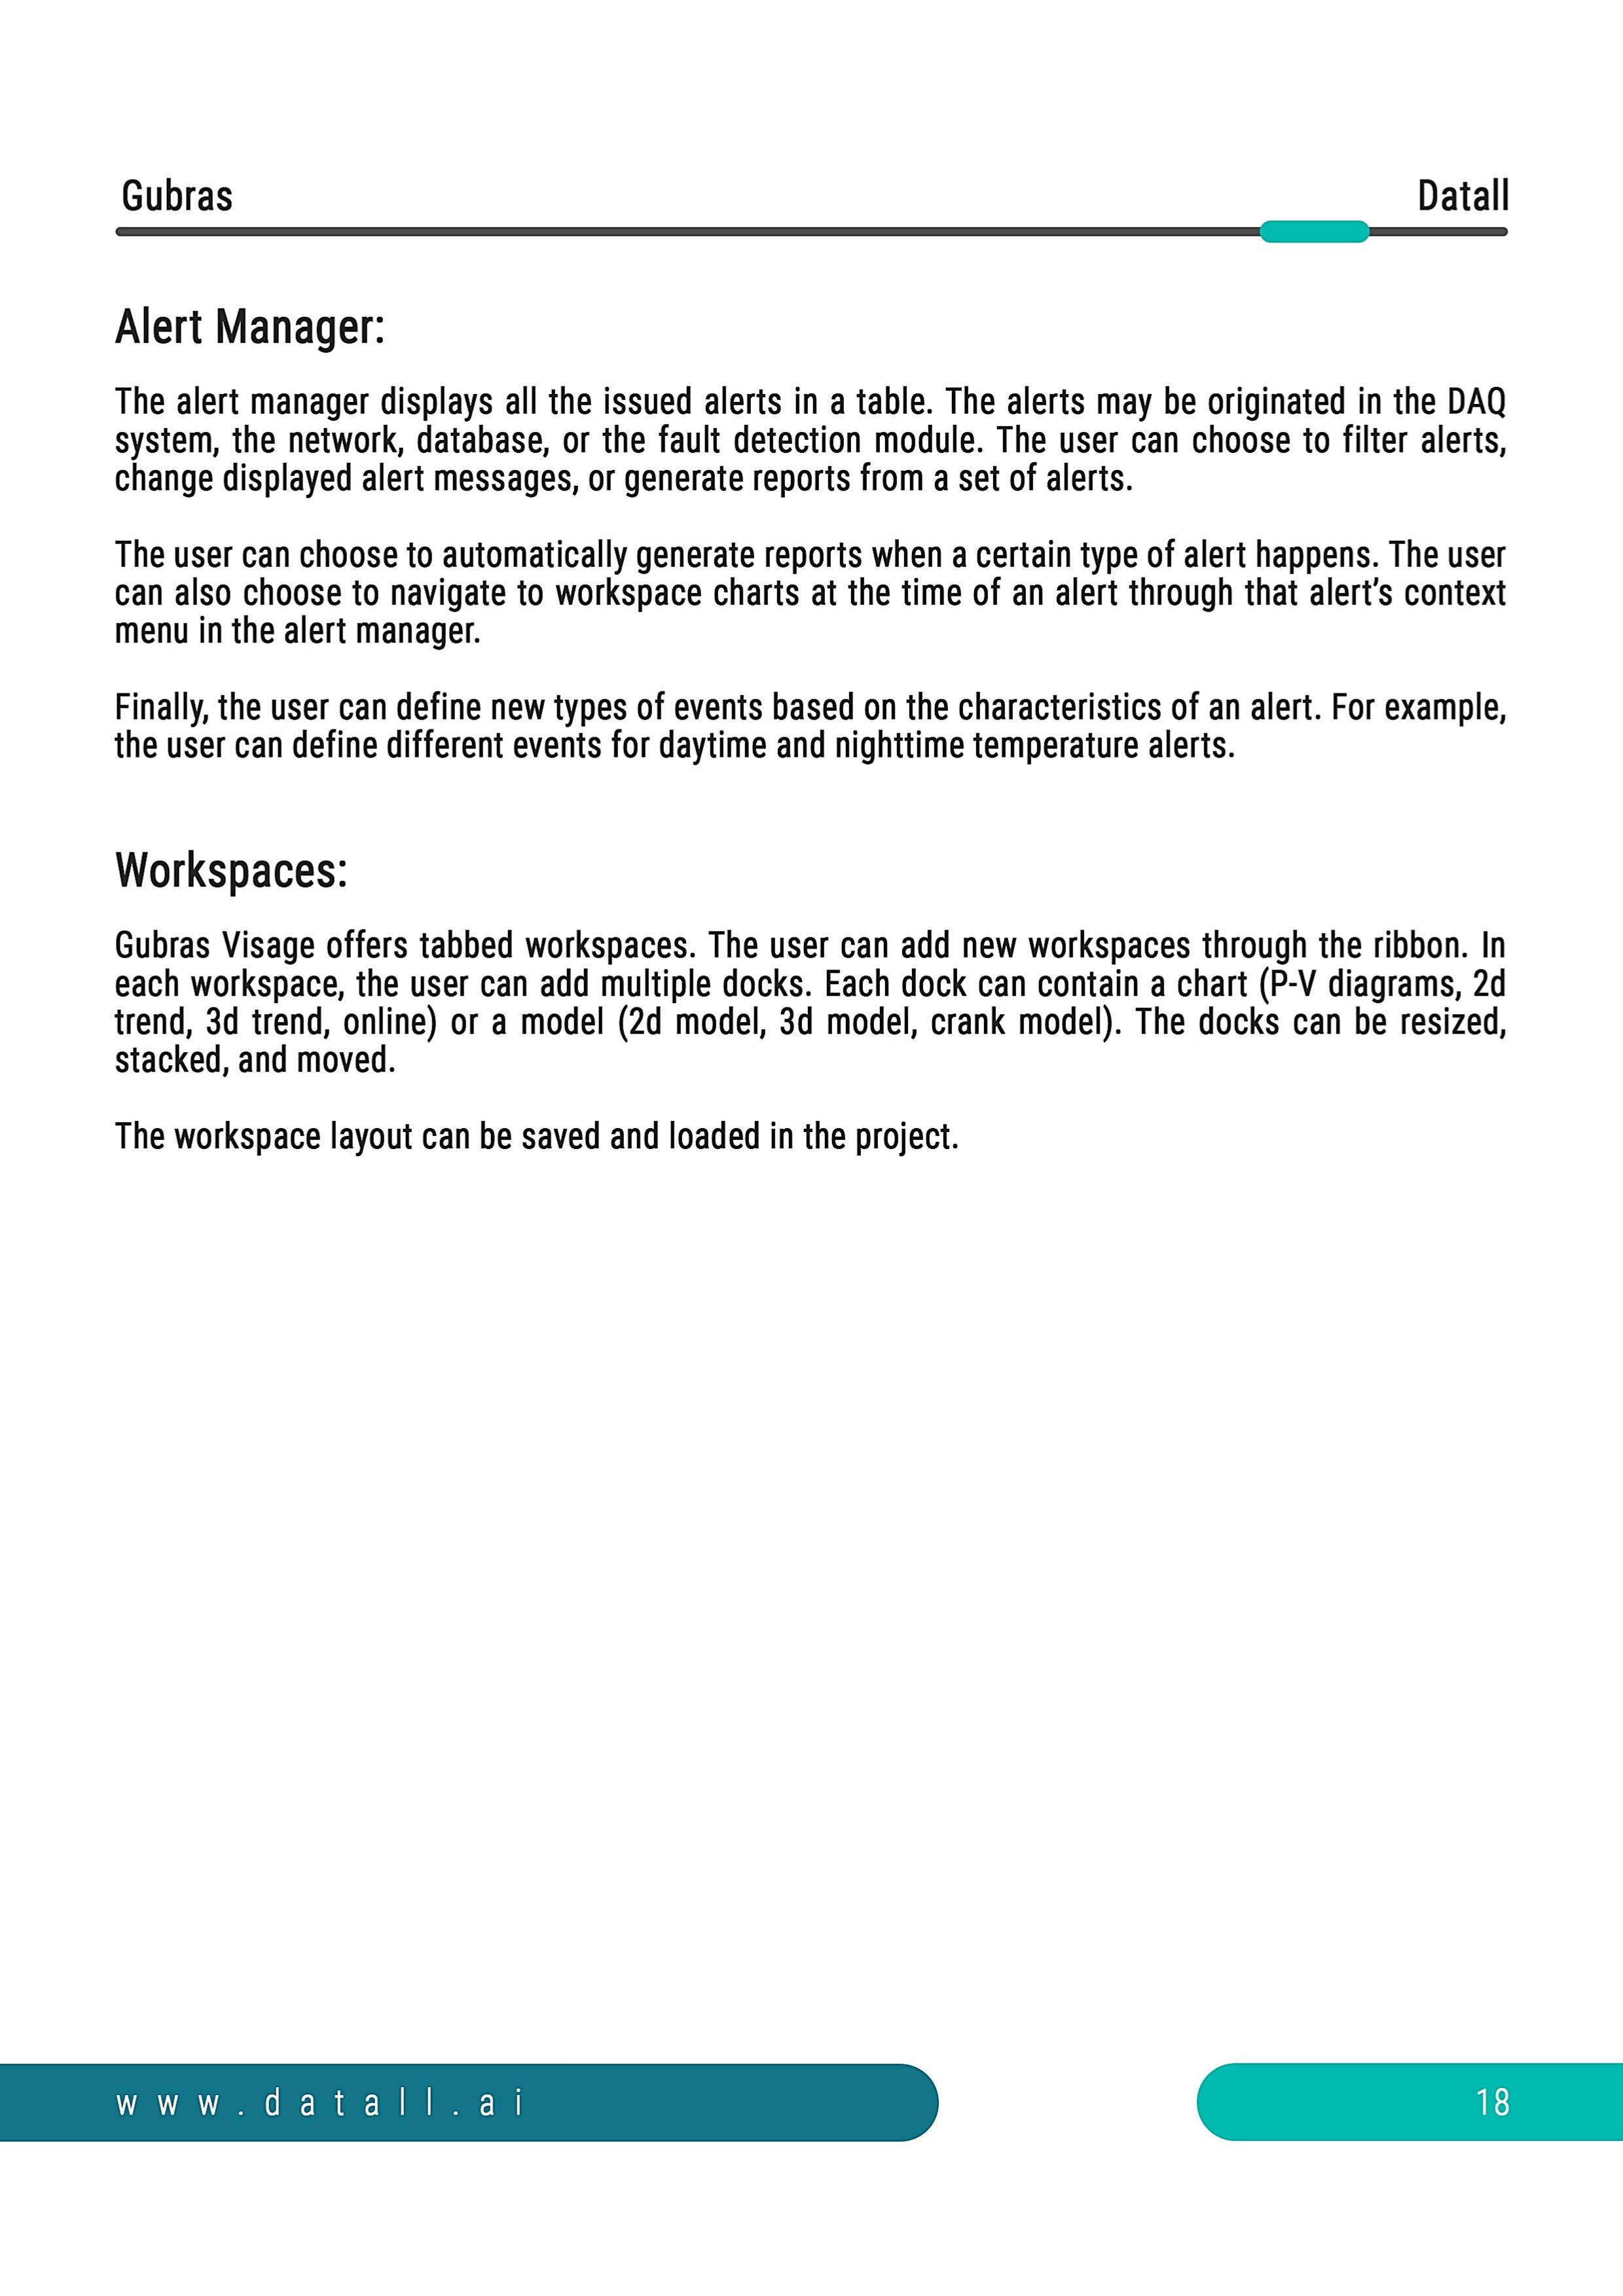 Gubras
Datall
Alert Manager:
The alert manager displays all the issued alerts in a table. The alerts may be originated in the DAQ
system, the network, database, or the fault detection module. The user can choose to filter alerts,
change displayed alert messages, or generate reports from a set of alerts.
The user can choose to automatically generate reports when a certain type of alert happens. The user
can also choose to navigate to workspace charts at the time of an alert through that alert’s context
menu in the alert manager.
Finally, the user can define new types of events based on the characteristics of an alert. For example,
the user can define different events for daytime and nighttime temperature alerts.
Workspaces:
Gubras Visage offers tabbed workspaces. The user can add new workspaces through the ribbon. In
each workspace, the user can add multiple docks. Each dock can contain a chart (P-V diagrams, 2d
trend, 3d trend, online) or a model (2d model, 3d model, crank model). The docks can be resized,
stacked, and moved.
The workspace layout can be saved and loaded in the project.
www.datall.ai
18